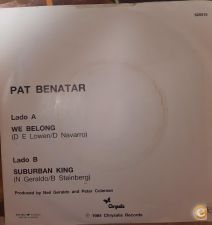 PAT BENATAR
Lado A
WE BELONG
(D E Lowen/D Navarro)
Lado B
SUBURBAN KING
(N Geraldo/B Steinberg)
Produced by Neil Geraldo and Peter Coleman
Chrysalis
℗ 1984 Chrysalis Records